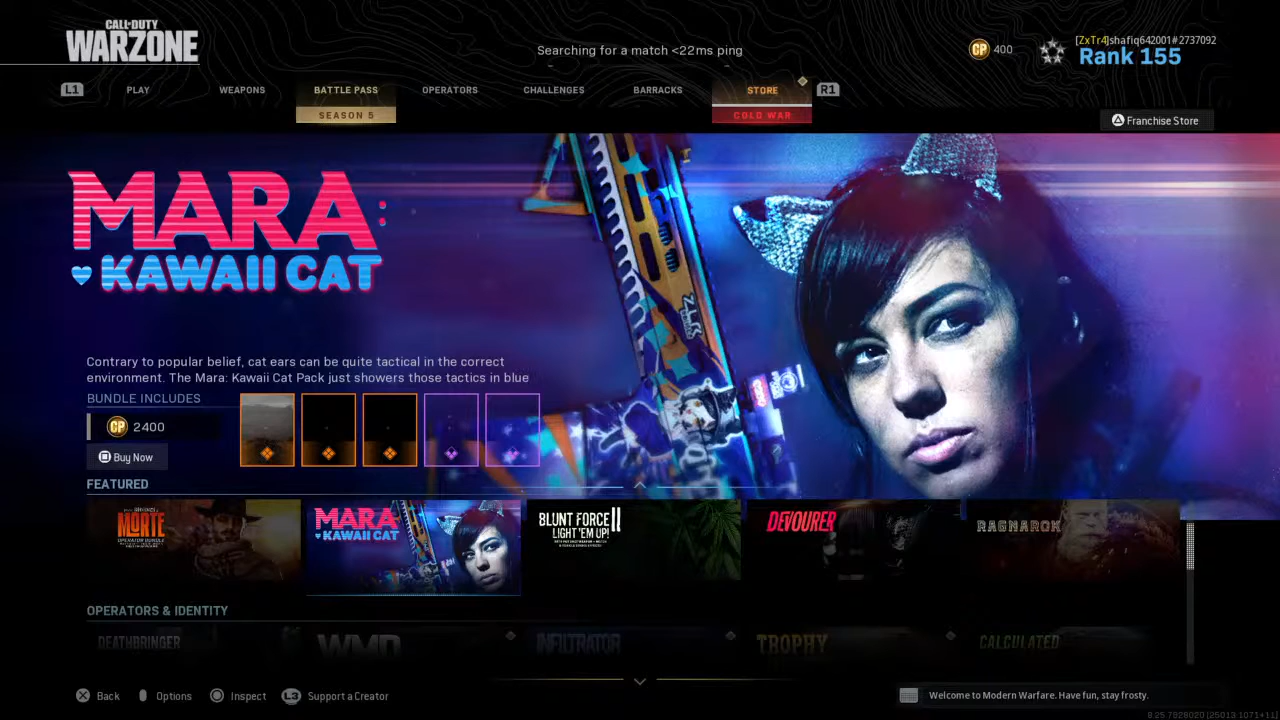 CALL OF DUTY
WARZONE
Searching for a match <22ms ping
CP 400
[ZxTr4]shafiq642001#2737092
Rank 155
L1
PLAY
WEAPONS
BATTLE PASS
OPERATORS
CHALLENGES
BARRACKS
STORE
R1
SEASON 5
COLD WAR
Franchise Store
MARA:
KAWAII CAT
Contrary to popular belief, cat ears can be quite tactical in the correct
environment. The Mara: Kawaii Cat Pack just showers those tactics in blue
BUNDLE INCLUDES
CP 2400
Buy Now
FEATURED
MORTE
MARA
KAWAII CAT
BLUNT FORCE II
LIGHT 'EM UP!
DEVOURER
RAGNAROK
OPERATORS & IDENTITY
DEATHBRINGER
WMD
INFILTRATOR
TROPHY
CALCULATED
Back
Options
Inspect
L3 Support a Creator
Welcome to Modern Warfare. Have fun, stay frosty.